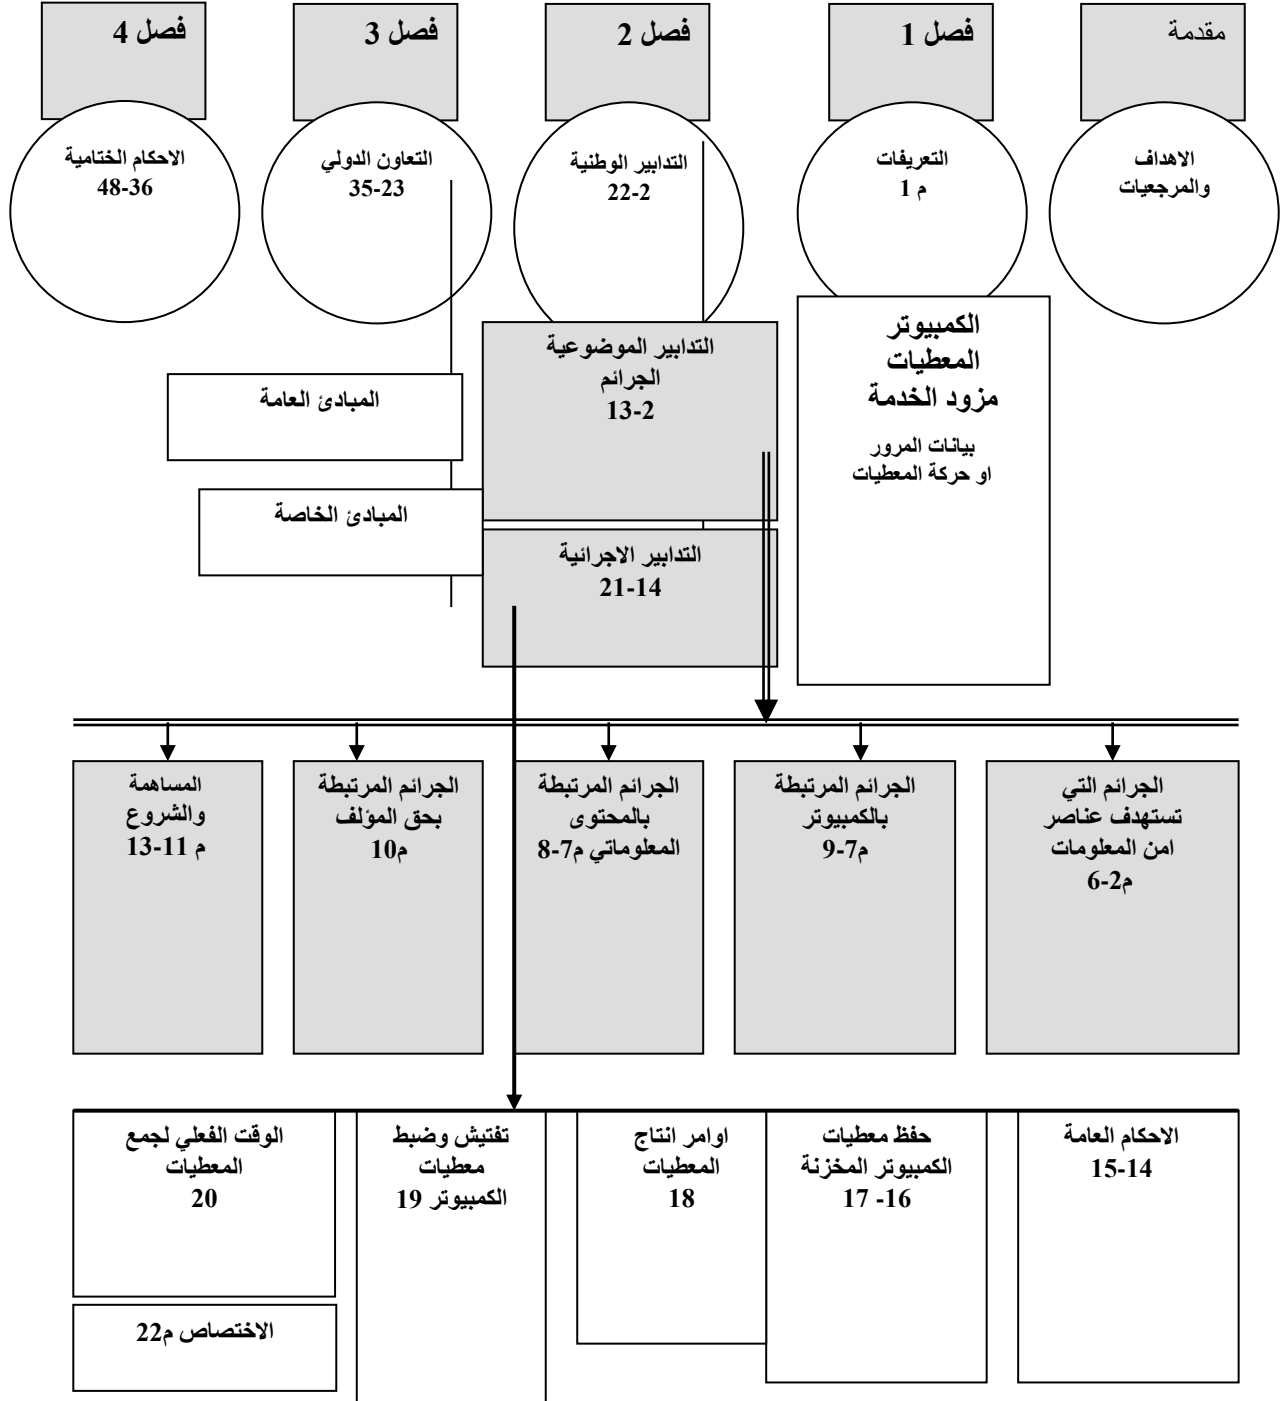 مقدمة
فصل 1
فصل 2
فصل 3
فصل 4
الاهداف
والمرجعيات
التعريفات
م 1
التدابير الوطنية
22-2
التعاون الدولي
35-23
الاحكام الختامية
48-36
الكمبيوتر
المعطيات
مزود الخدمة
بيانات المرور
او حركة المعطيات
التدابير الموضوعية
الجرائم
13-2
المبادئ العامة
المبادئ الخاصة
التدابير الاجرائية
21-14
الجرائم التي
تستهدف عناصر
امن المعلومات
م2-6
الجرائم المرتبطة
بالكمبيوتر
م7-9
الجرائم المرتبطة
بالمحتوى
المعلوماتي م7-8
الجرائم المرتبطة
بحق المؤلف
م10
المساهمة
والشروع
م 11-13
الاحكام العامة
15-14
حفظ معطيات
الكمبيوتر المخزنة
16- 17
اوامر انتاج
المعطيات
18
تفتيش وضبط
معطيات
الكمبيوتر 19
الوقت الفعلي لجمع
المعطيات
20
الاختصاص م22